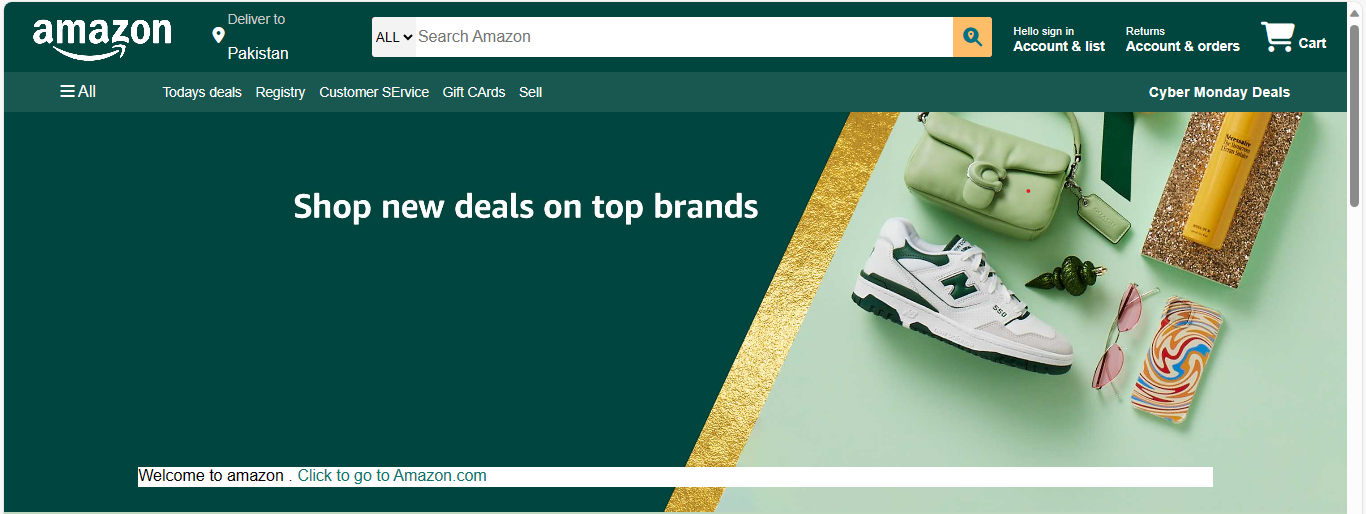 amazon
Deliver to
Pakistan
ALL
Search Amazon
Hello sign in
Account & list
Returns
Account & orders
Cart
All
Todays deals
Registry
Customer SErvice
Gift CArds
Sell
Cyber Monday Deals
Shop new deals on top brands
550
Welcome to amazon . Click to go to Amazon.com